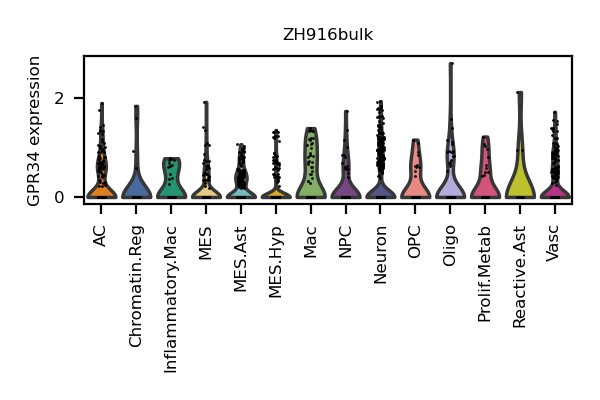 ZH916bulk
GPR34 expression
2
0
AC
Chromatin.Reg
Inflammatory.Mac
MES
MES.Ast
MES.Hyp
Mac
NPC
Neuron
OPC
Oligo
Prolif.Metab
Reactive.Ast
Vasc